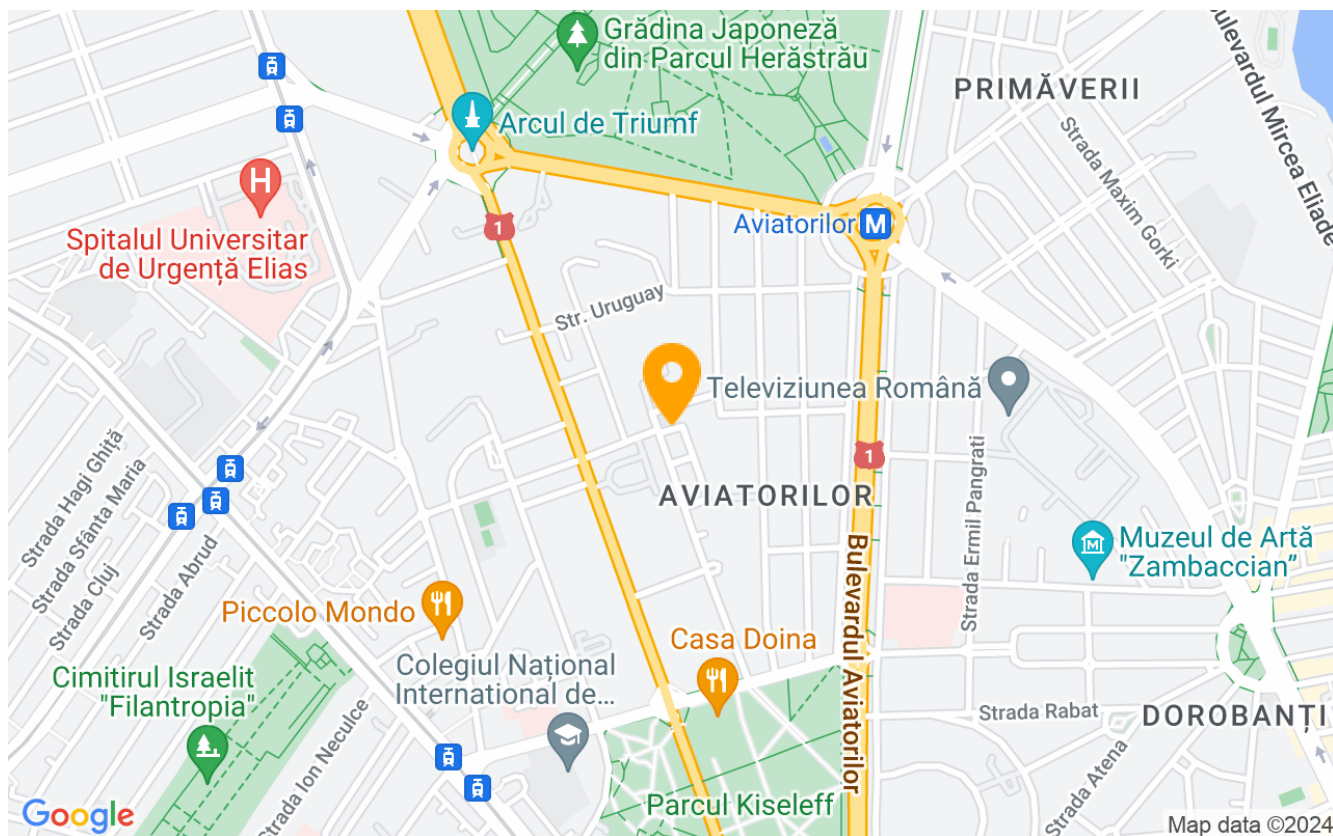 Grădina Japoneză
din Parcul Herăstrău
Bulevardul Mircea Eliade
PRIMĂVERII
Arcul de Triumf
Strada Maxim Gorki
H
Spitalul Universitar
de Urgență Elias
1
Aviatorilor
M
Str. Uruguay
Televiziunea Română
1
Strada Hagi Ghiță
Strada Sfânta Maria
Strada Cluj
Strada Abrud
AVIATORILOR
Strada Ermil Pangrati
Bulevardul Aviatorilor
Muzeul de Artă
"Zambaccian”
Piccolo Mondo
Casa Doina
Colegiul Național
International de...
Cimitirul Israelit
"Filantropia"
Strada Ion Neculce
Strada Rabat
DOROBANȚI
Strada Atena
Parcul Kiseleff
Google
Map data ©2024